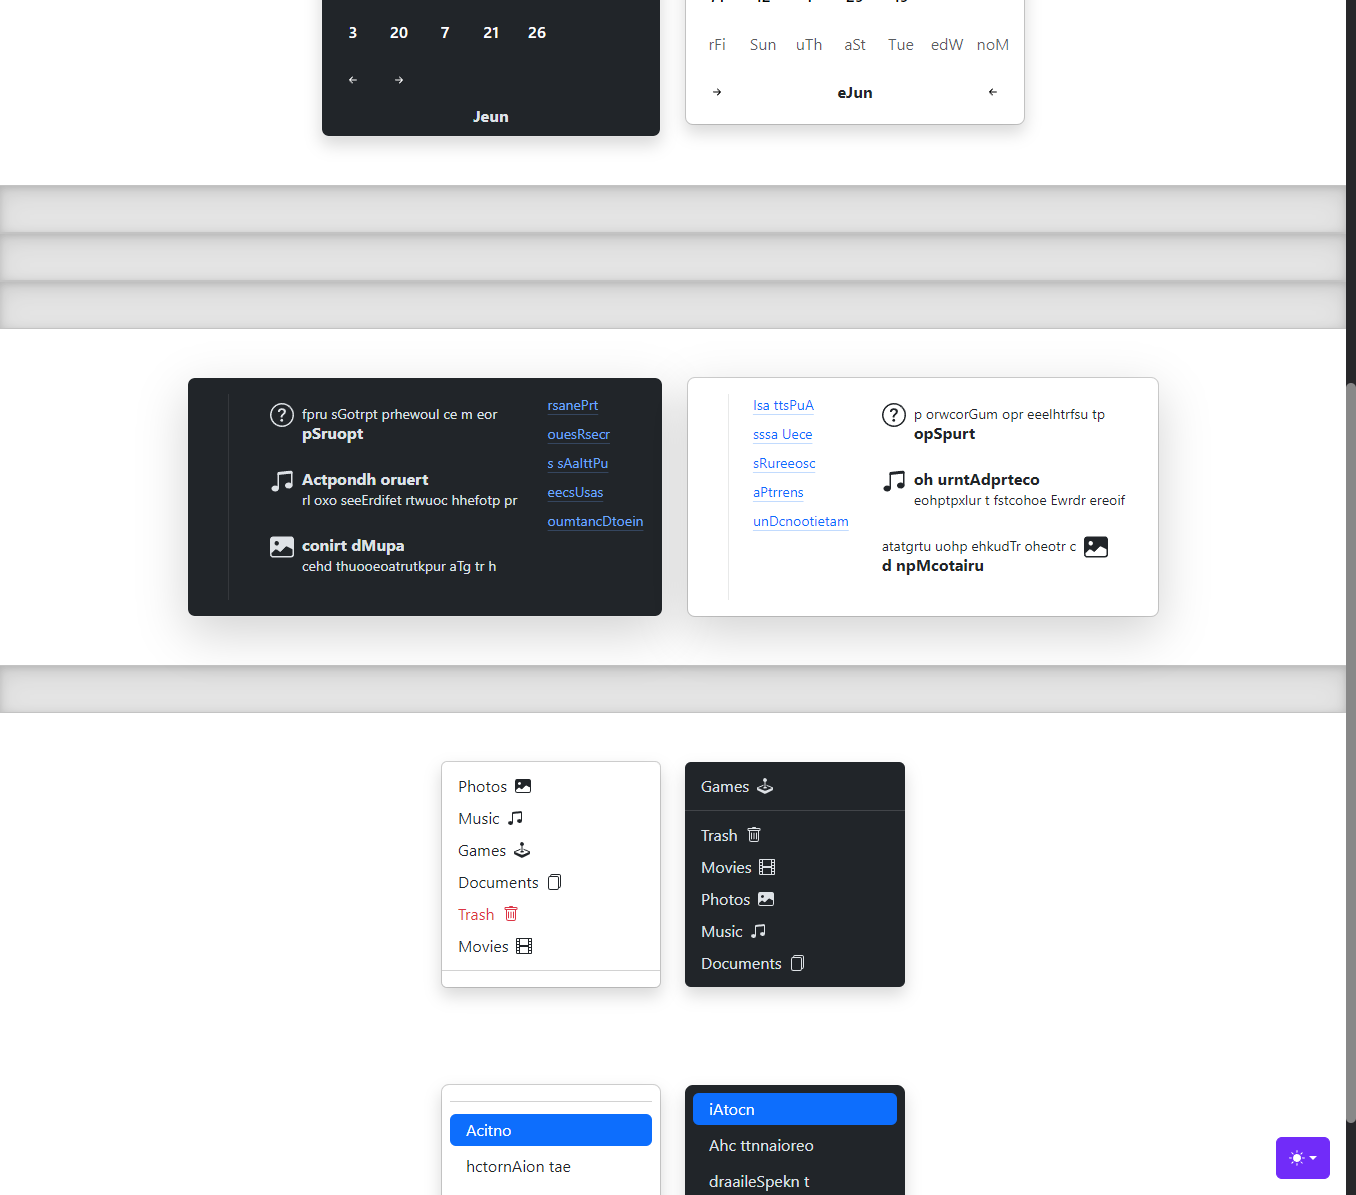 3 20 7 21 26
Jeun
rFi Sun uTh aSt Tue edW noM
eJun
fpru sGotrpt prhewoul ce m eor
pSruopt
Actpondh oruert
rl oxo seeErdifet rtwuoc hhefotp pr
conirt dMupa
cehd thuooeoatrutkpur aTg tr h
rsanePrt
ouesRsecr
s sAalttPu
eecsUsas
oumtancDtoein
lsa ttsPuA
sssa Uece
sRureeosc
aPtrrens
unDcnootietam
p orwcorGum opr eeelhtrfsu tp
opSpurt
oh urntAdprteco
eohptpxlur t fstcohoe Ewrdr ereoif
atatgrtu uohp ehkudTr oheotr c
d npMcotairu
Photos
Music
Games
Documents
Trash
Movies
Games
Trash
Movies
Photos
Music
Documents
Acitno
hctornAion tae
iAtocn
Ahc ttnnaioreo
draaileSpekn t